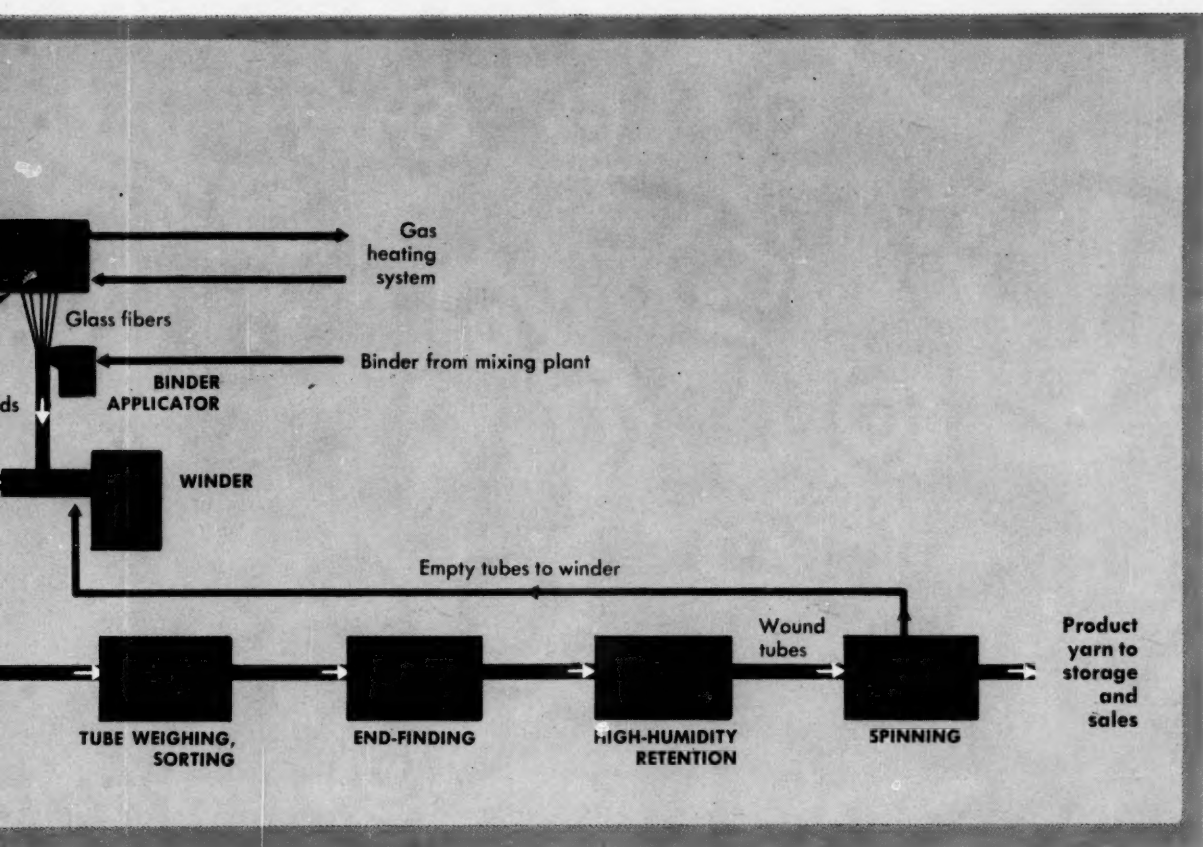 Gas
heating
system
Glass fibers
Binder from mixing plant
BINDER
APPLICATOR
ds
WINDER
Empty tubes to winder
Wound
tubes
Product
yarn to
storage
and
sales
TUBE WEIGHING,
SORTING
END-FINDING
HIGH-HUMIDITY
RETENTION
SPINNING